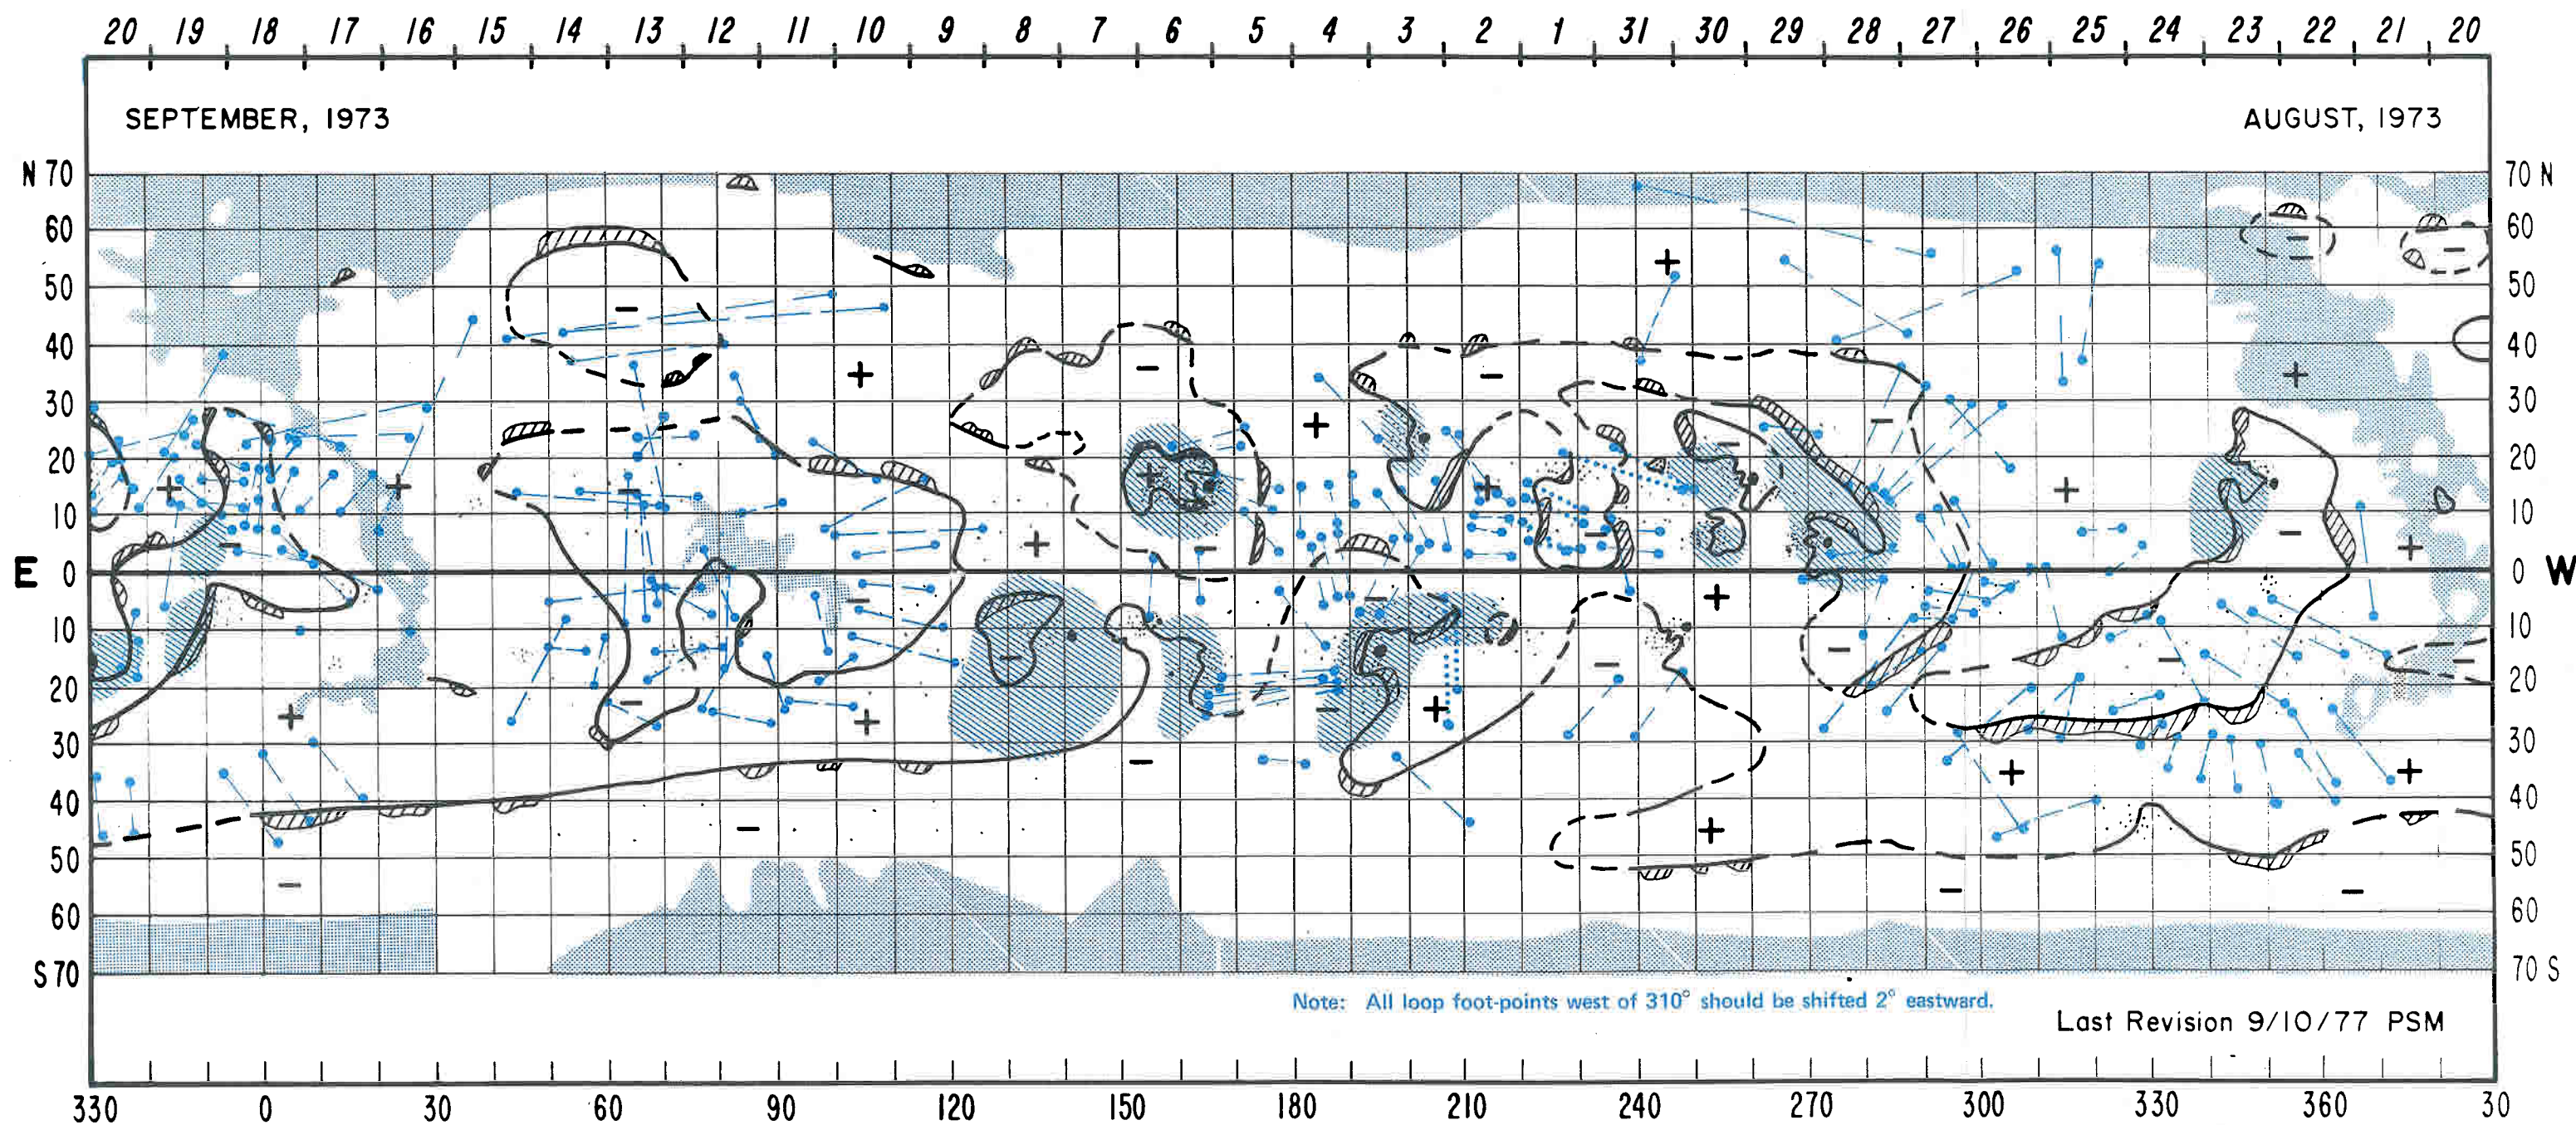 20 19 18 17 16 15 14 13 12 11 10 9 8 7 6 5 4 3 2 1 31 30 29 28 27 26 25 24 23 22 21 20
SEPTEMBER, 1973 AUGUST, 1973
N 70 70 N
60 60
50 50
40 40
30 30
20 20
10 10
E 0 0 W
10 10
20 20
30 30
40 40
50 50
60 60
S 70 70 S
Note: All loop foot-points west of 310° should be shifted 2° eastward.
Last Revision 9/10/77 PSM
330 0 30 60 90 120 150 180 210 240 270 300 330 360 30